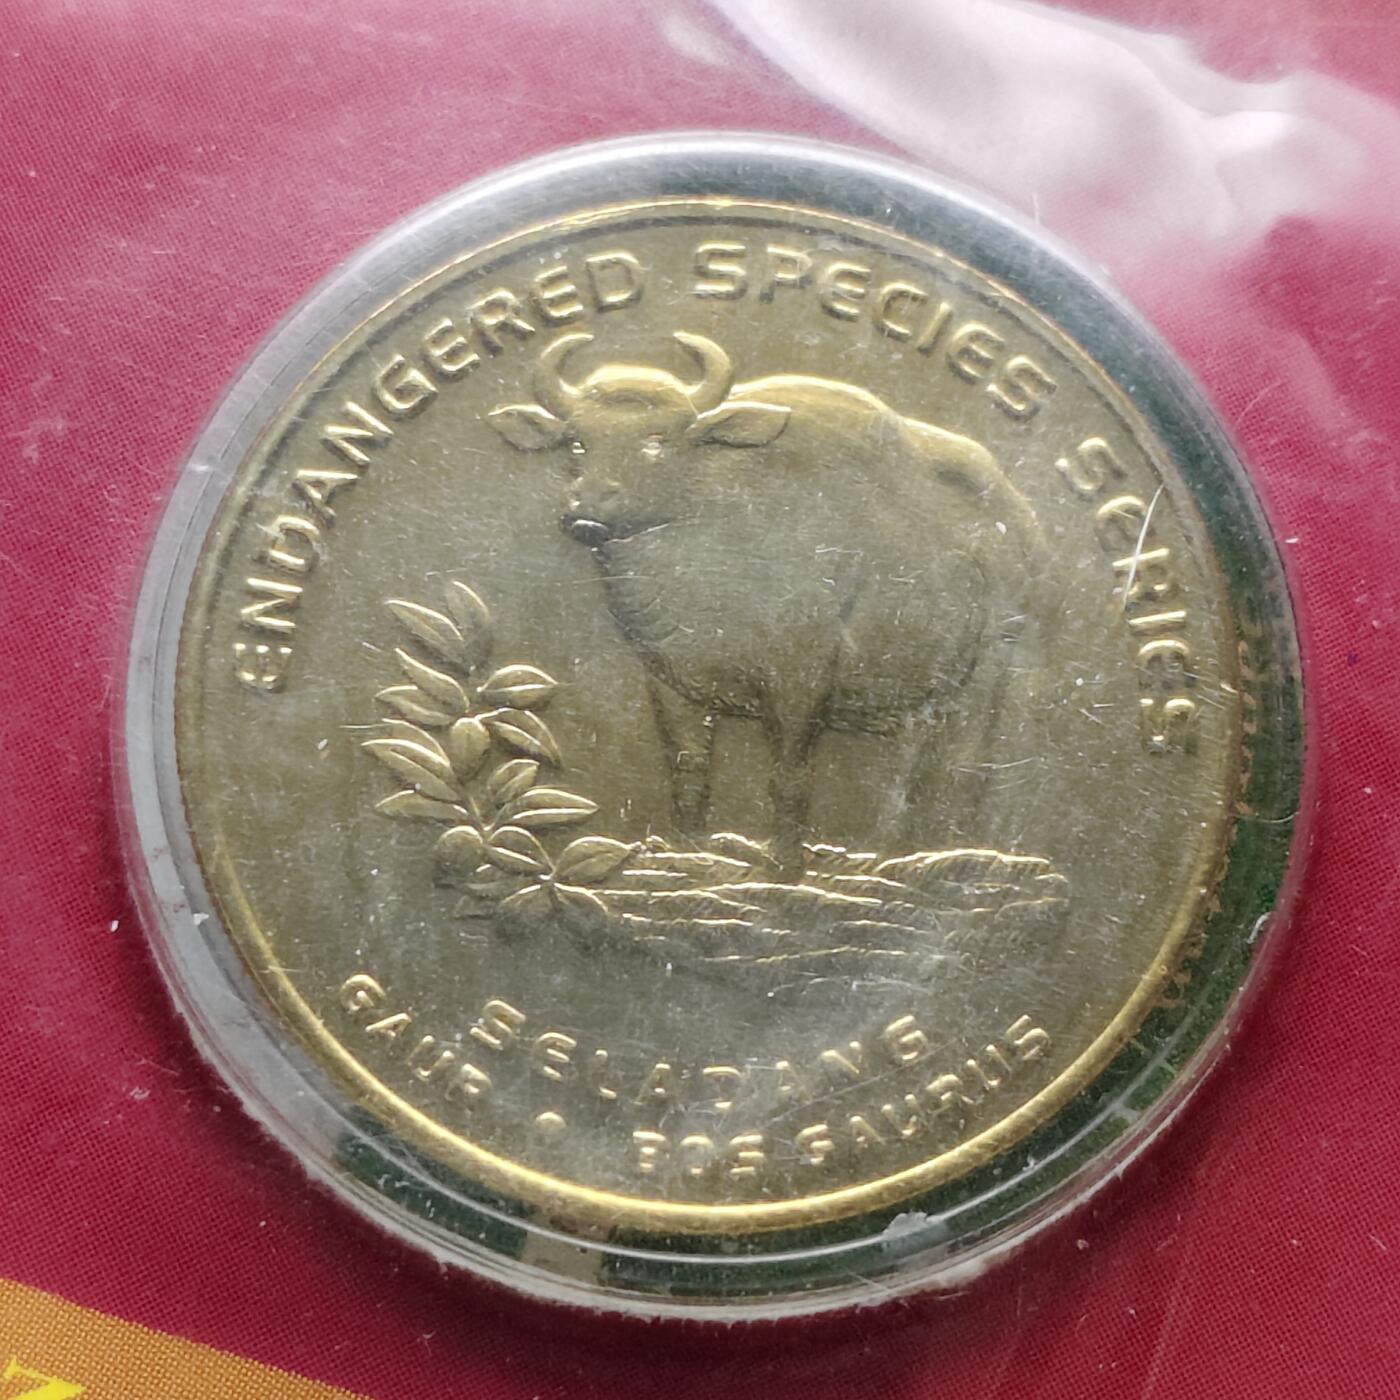 ENDANGERED SPECIES SERIES
SELADANG
GAUR • BOS GAURUS